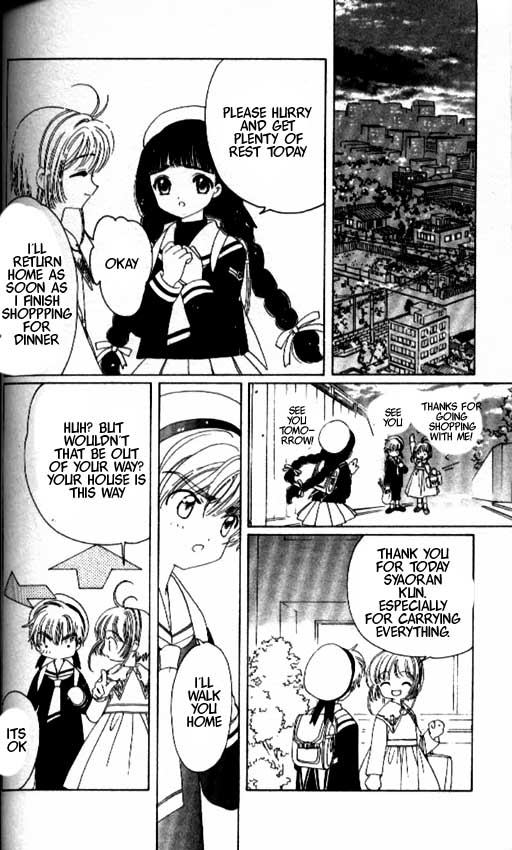 PLEASE HURRY
AND GET
PLENTY OF
REST TODAY
OKAY
I'LL
RETURN
HOME AS
SOON AS
I FINISH
SHOPPPING
FOR
DINNER
THANKS FOR
GOING
SHOPPING
WITH ME!
SEE
YOU
SEE
YOU
TOMO-
RROW!
THANK YOU
FOR TODAY
SYAORAN
KUN.
ESPECIALLY
FOR CARRYING
EVERYTHING.
I'LL
WALK
YOU
HOME
HUH? BUT
WOULDN'T
THAT BE OUT
OF YOUR WAY?
YOUR HOUSE IS
THIS WAY
ITS
OK